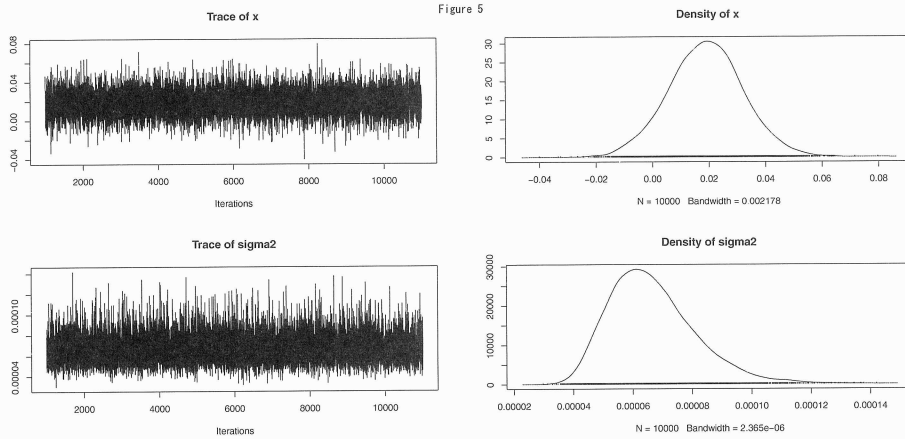 Figure 5
Trace of x
0.08
0.04
0.00
-0.04
2000 4000 6000 8000 10000
Iterations
Density of x
30
25
20
15
10
5
0
-0.04 -0.02 0.00 0.02 0.04 0.06 0.08
N = 10000 Bandwidth = 0.002178
Trace of sigma2
0.00010
0.00004
2000 4000 6000 8000 10000
Iterations
Density of sigma2
30000
20000
10000
0
0.00002 0.00004 0.00006 0.00008 0.00010 0.00012 0.00014
N = 10000 Bandwidth = 2.365e-06